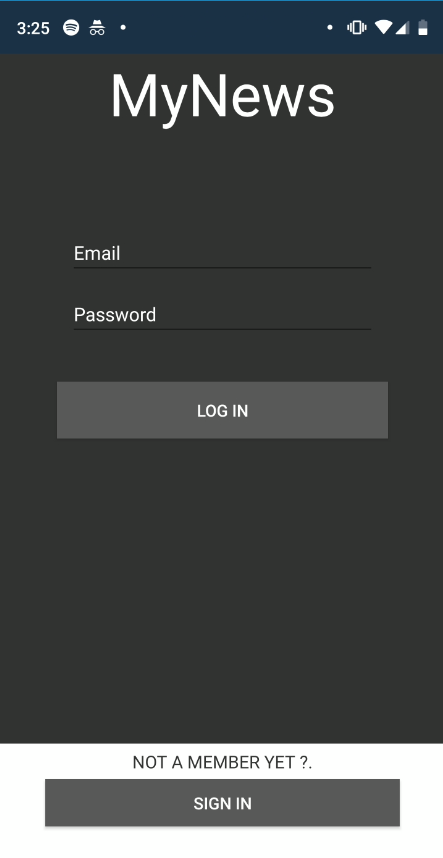 3:25
MyNews
Email
Password
LOG IN
NOT A MEMBER YET ?.
SIGN IN